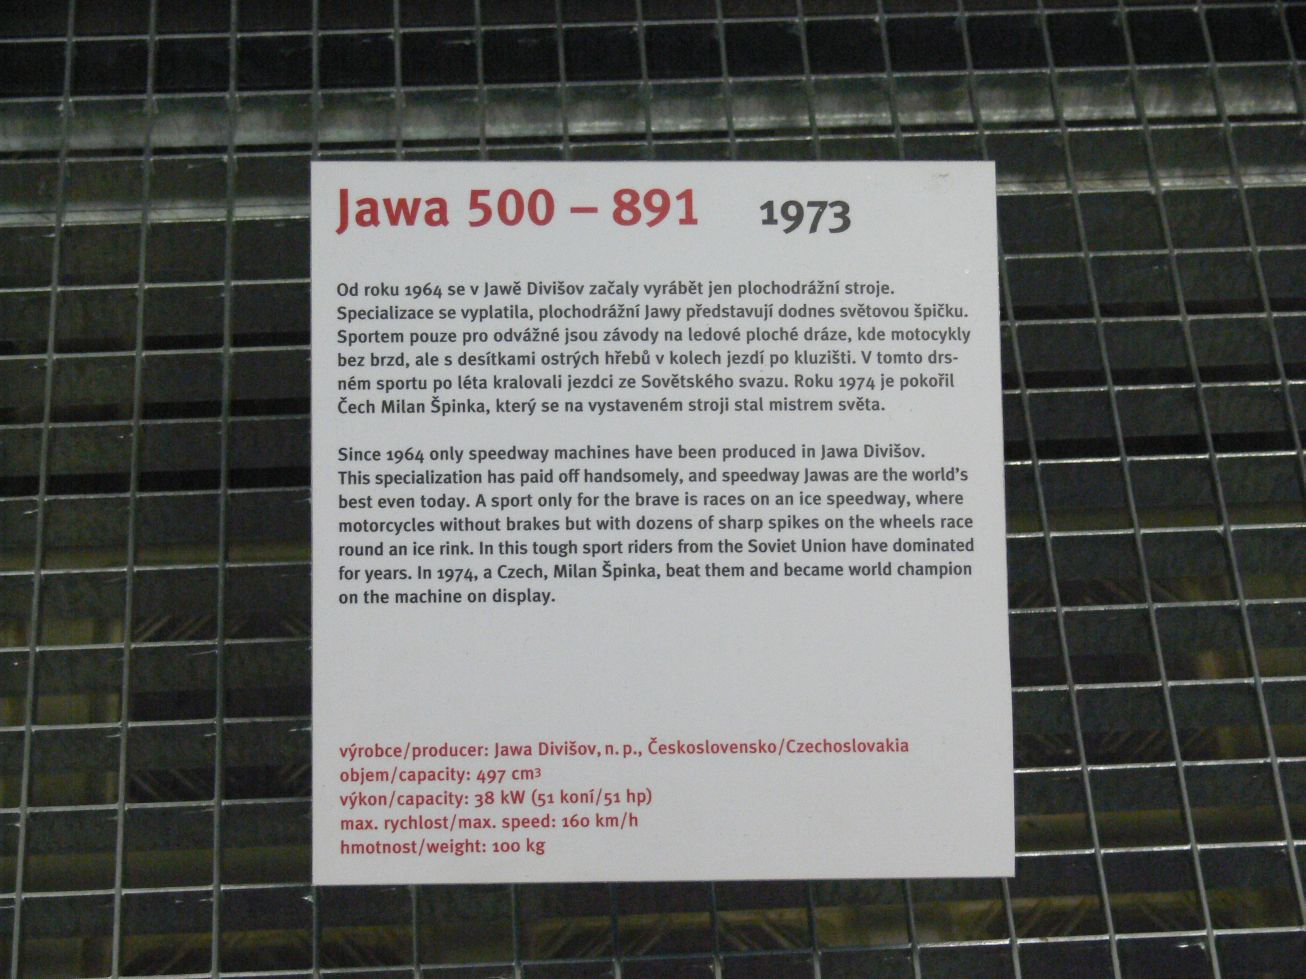 Jawa 500 – 891 1973
Od roku 1964 se v Jawě Divišov začaly vyrábět jen plochodrážní stroje.
Specializace se vyplatila, plochodrážní Jawy představují dodnes světovou špičku.
Sportem pouze pro odvážné jsou závody na ledové ploché dráze, kde motocykly
bez brzd, ale s desítkami ostrých hřebů v kolech jezdí po kluzišti. V tomto drs-
ném sportu po léta kralovali jezdci ze Sovětského svazu. Roku 1974 je pokořil
Čech Milan Špinka, který se na vystaveném stroji stal mistrem světa.
Since 1964 only speedway machines have been produced in Jawa Divišov.
This specialization has paid off handsomely, and speedway Jawas are the world's
best even today. A sport only for the brave is races on an ice speedway, where
motorcycles without brakes but with dozens of sharp spikes on the wheels race
round an ice rink. In this tough sport riders from the Soviet Union have dominated
for years. In 1974, a Czech, Milan Špinka, beat them and became world champion
on the machine on display.
výrobce/producer: Jawa Divišov, n. p., Československo/Czechoslovakia
objem/capacity: 497 cm³
výkon/capacity: 38 kW (51 koní/51 hp)
max. rychlost/max. speed: 160 km/h
hmotnost/weight: 100 kg